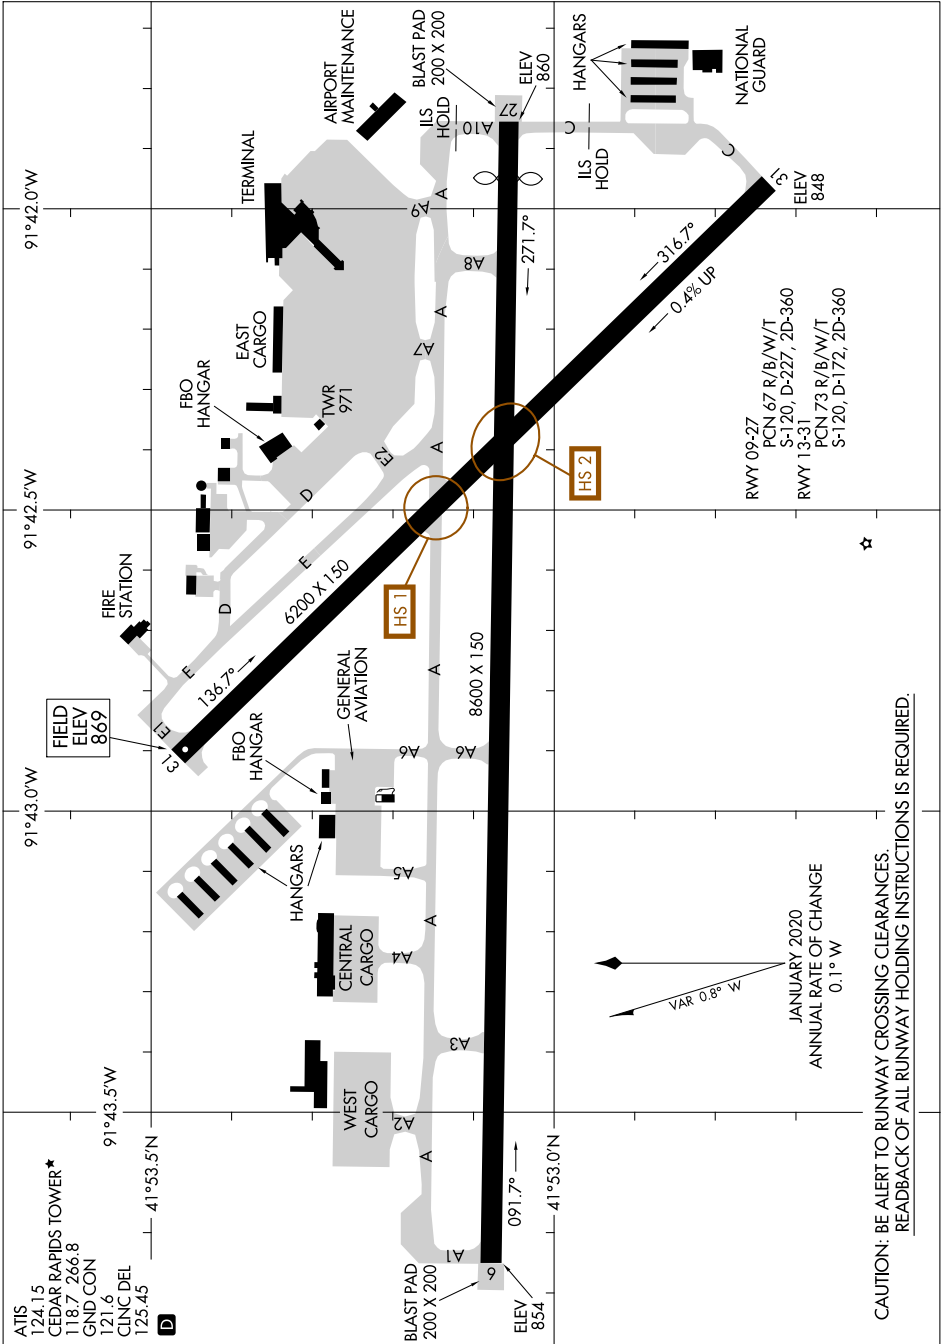 ATIS
124.15
CEDAR RAPIDS TOWER★
118.7 266.8
GND CON
121.6
CLNC DEL
125.45
D
91°43.5'W
91°43.0'W
91°42.5'W
91°42.0'W
41°53.5'N
41°53.0'N
FIELD
ELEV
869
FIRE
STATION
FBO
HANGAR
EAST
CARGO
TERMINAL
AIRPORT
MAINTENANCE
TWR
971
13
E1
E
D
E
D
E2
136.7°
6200 X 150
HANGARS
FBO
HANGAR
GENERAL
AVIATION
WEST
CARGO
CENTRAL
CARGO
A2
A4
A5
A6
A7
A9
A
A
A
A
A
A
A1
A3
A6
A8
A10
ILS
HOLD
BLAST PAD
200 X 200
BLAST PAD
200 X 200
HS 1
HS 2
9
27
091.7°
8600 X 150
271.7°
ELEV
854
ELEV
860
C
ILS
HOLD
C
HANGARS
NATIONAL
GUARD
31
ELEV
848
316.7°
0.4% UP
RWY 09-27
PCN 67 R/B/W/T
S-120, D-227, 2D-360
RWY 13-31
PCN 73 R/B/W/T
S-120, D-172, 2D-360
VAR 0.8° W
JANUARY 2020
ANNUAL RATE OF CHANGE
0.1° W
CAUTION: BE ALERT TO RUNWAY CROSSING CLEARANCES.
READBACK OF ALL RUNWAY HOLDING INSTRUCTIONS IS REQUIRED.